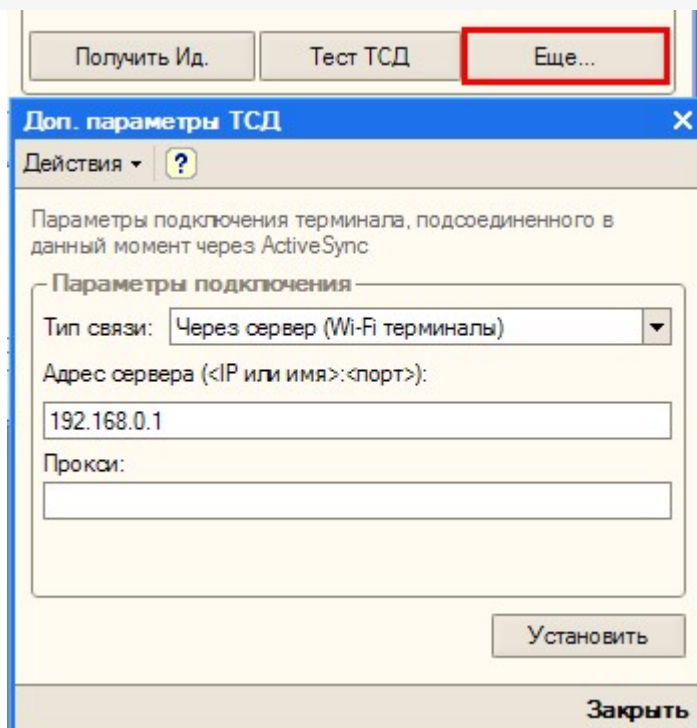 Получить Ид.
Тест ТСД
Еще...
Доп. параметры ТСД
Действия
?
Параметры подключения терминала, подсоединенного в
данный момент через ActiveSync
Параметры подключения
Тип связи: Через сервер (Wi-Fi терминалы)
Адрес сервера (<IP или имя>:<порт>):
192.168.0.1
Прокси:
Установить
Закрыть